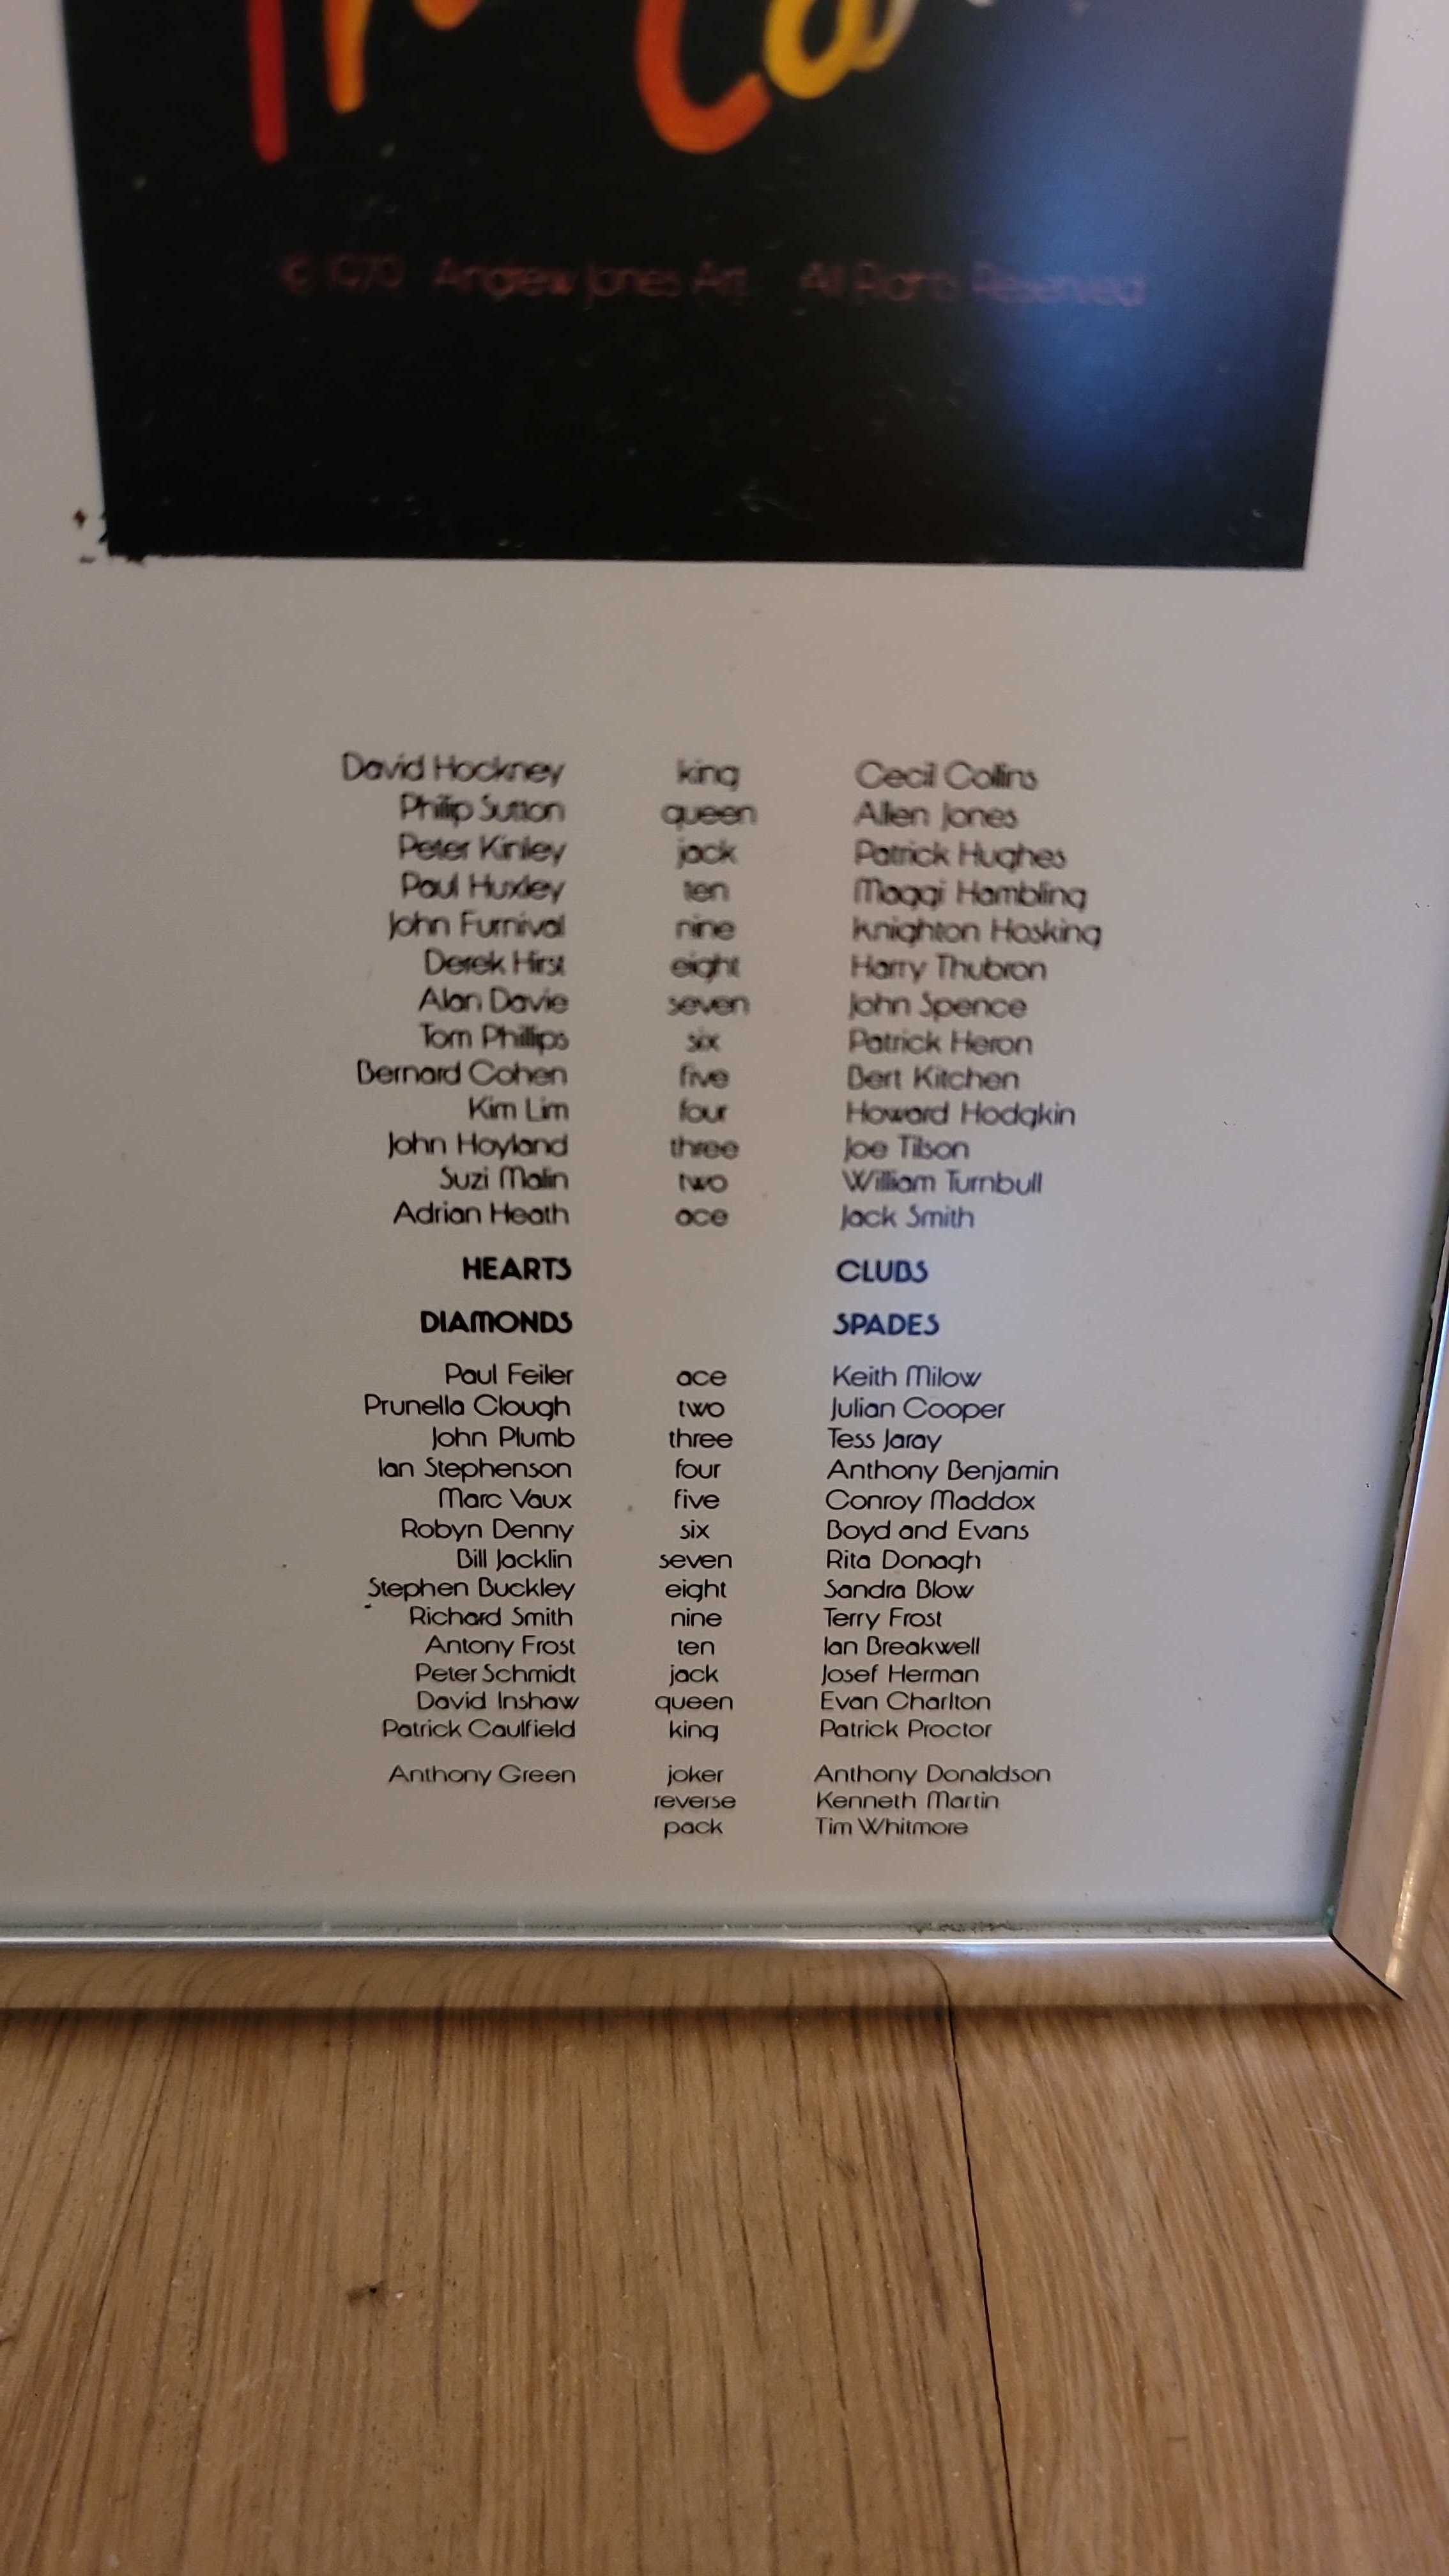 © 1979 Andrew Jones Art All Rights Reserved
David Hockney king Cecil Collins
Philip Sutton queen Allen Jones
Peter Kinley jack Patrick Hughes
Paul Huxley ten Maggi Hambling
John Furnival nine Knighton Hosking
Derek Hirst eight Harry Thubron
Alan Davie seven John Spence
Tom Phillips six Patrick Heron
Bernard Cohen five Bert Kitchen
Kim Lim four Howard Hodgkin
John Hoyland three Joe Tilson
Suzi Malin two William Turnbull
Adrian Heath ace Jack Smith
HEARTS CLUBS
DIAMONDS SPADES
Paul Feiler ace Keith Milow
Prunella Clough two Julian Cooper
John Plumb three Tess Jaray
Ian Stephenson four Anthony Benjamin
Marc Vaux five Conroy Maddox
Robyn Denny six Boyd and Evans
Bill Jacklin seven Rita Donagh
Stephen Buckley eight Sandra Blow
Richard Smith nine Terry Frost
Antony Frost ten Ian Breakwell
Peter Schmidt jack Josef Herman
David Inshaw queen Evan Charlton
Patrick Caulfield king Patrick Proctor
Anthony Green joker Anthony Donaldson
reverse Kenneth Martin
pack Tim Whitmore